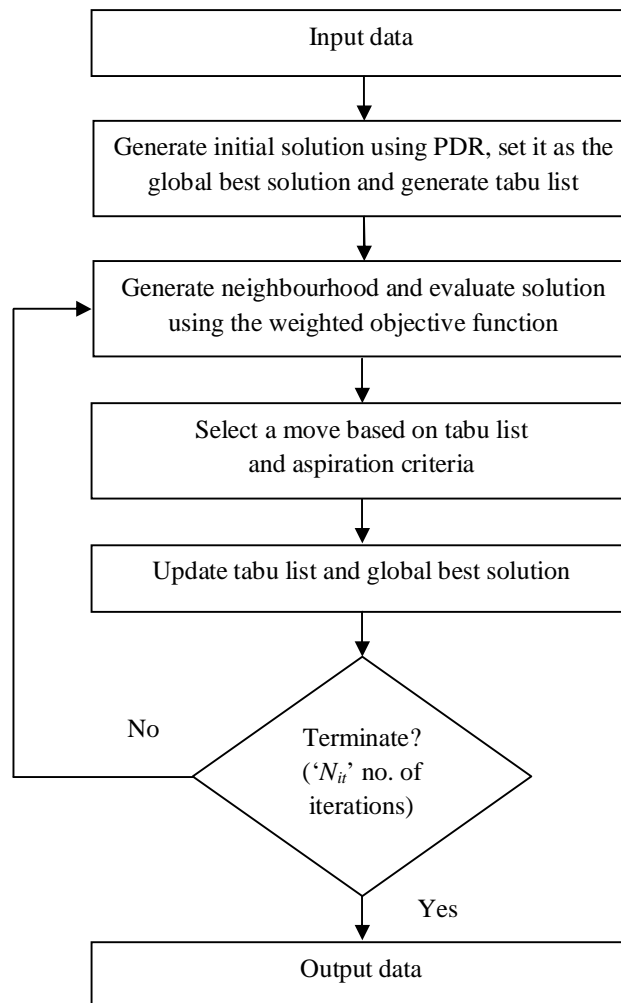 Input data
Generate initial solution using PDR, set it as the
global best solution and generate tabu list
Generate neighbourhood and evaluate solution
using the weighted objective function
Select a move based on tabu list
and aspiration criteria
Update tabu list and global best solution
No
Terminate?
(‘Nit’ no. of
iterations)
Yes
Output data